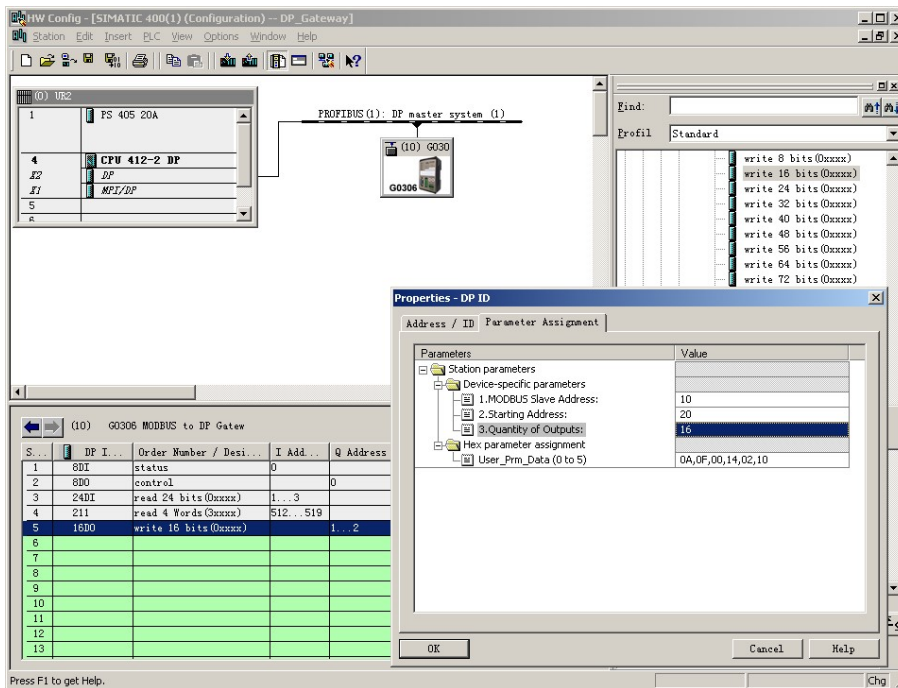 HW Config - [SIMATIC 400(1) (Configuration) -- DP_Gateway]
Station Edit Insert PLC View Options Window Help
(0) UR2
1 PS 405 20A
4 CPU 412-2 DP
X2 DP
X1 MPI/DP
5
6
PROFIBUS(1): DP master system (1)
(10) G030
G0306
Find:
Profil Standard
write 8 bits(0xxxx)
write 16 bits(0xxxx)
write 24 bits(0xxxx)
write 32 bits(0xxxx)
write 40 bits(0xxxx)
write 48 bits(0xxxx)
write 56 bits(0xxxx)
write 64 bits(0xxxx)
write 72 bits(0xxxx)
Properties - DP ID
Address / ID Parameter Assignment
Parameters Value
Station parameters
Device-specific parameters
1.MODBUS Slave Address: 10
2.Starting Address: 20
3.Quantity of Outputs: 16
Hex parameter assignment
User_Prm_Data (0 to 5) 0A,0F,00,14,02,10
OK Cancel Help
(10) G0306 MODBUS to DP Gatew
S... DP I... Order Number / Desi... I Add... Q Address
1 8DI status 0
2 8DO control 0
3 24DI read 24 bits(0xxxx) 1...3
4 211 read 4 Words(3xxxx) 512...519
5 16DO write 16 bits(0xxxx) 1...2
6
7
8
9
10
11
12
13
Press F1 to get Help. Chg